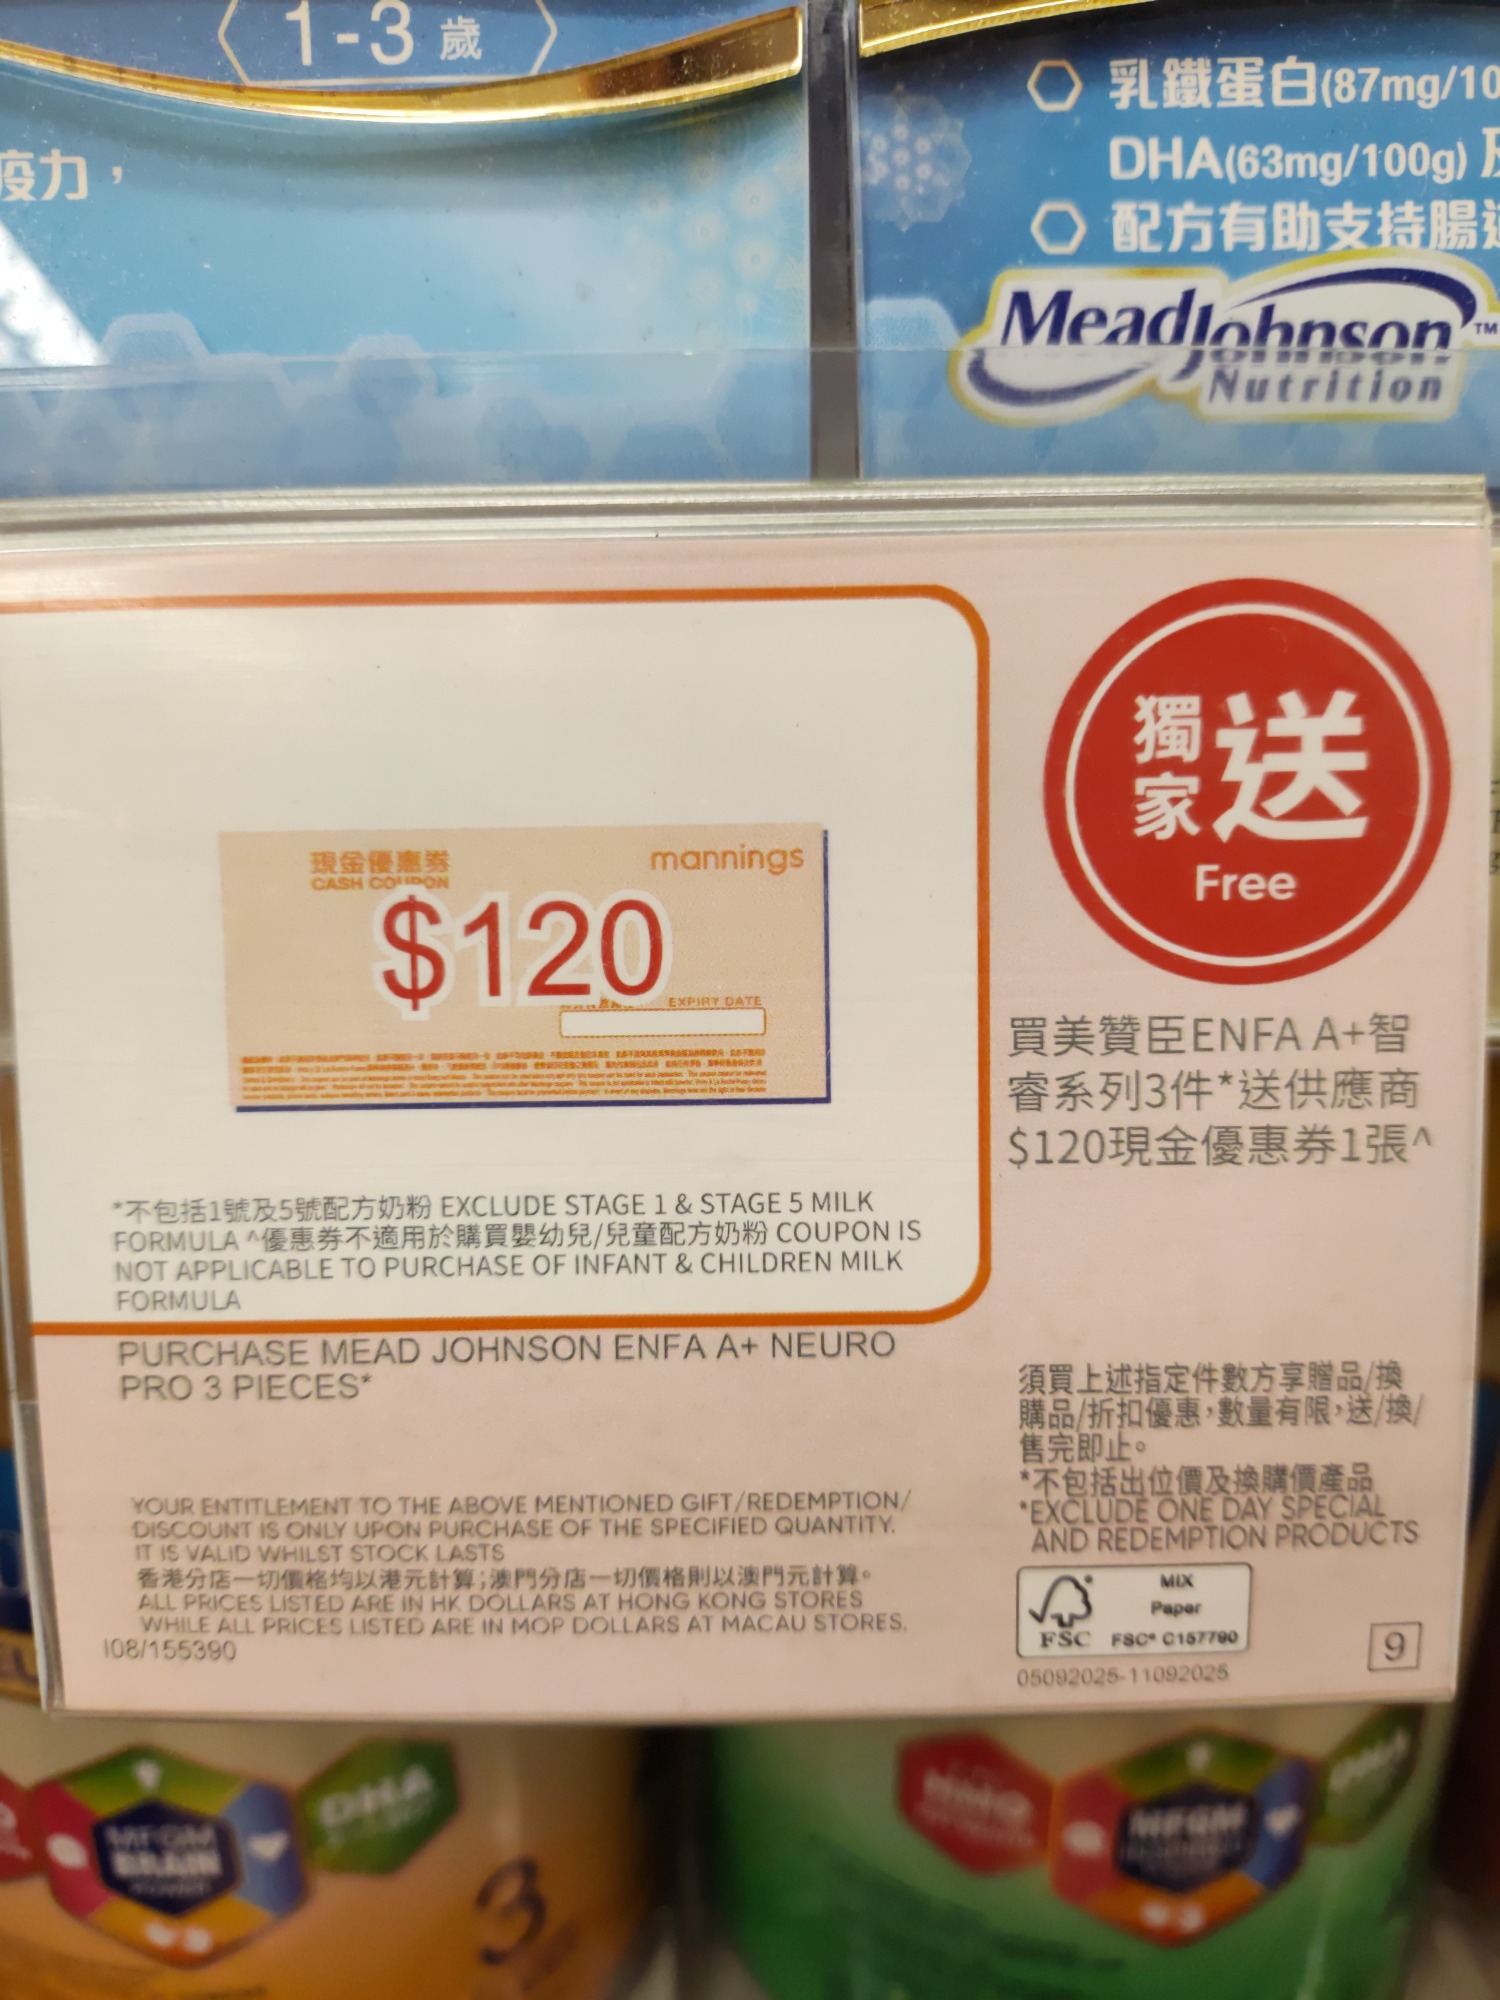 1-3 歲
疫力，
乳鐵蛋白(87mg/10
DHA(63mg/100g)
配方有助支持腸
MeadJohnson™
Nutrition
獨家送
Free
現金優惠券
CASH COUPON
mannings
$120
EXPIRY DATE
買美贊臣ENFA A+智
睿系列3件*送供應商
$120現金優惠券1張^
*不包括1號及5號配方奶粉 EXCLUDE STAGE 1 & STAGE 5 MILK
FORMULA ^優惠券不適用於購買嬰幼兒/兒童配方奶粉 COUPON IS
NOT APPLICABLE TO PURCHASE OF INFANT & CHILDREN MILK
FORMULA
PURCHASE MEAD JOHNSON ENFA A+ NEURO
PRO 3 PIECES*
須買上述指定件數方享贈品/換
購品/折扣優惠，數量有限，送/換/
售完即止。
*不包括出位價及換購價產品
*EXCLUDE ONE DAY SPECIAL
AND REDEMPTION PRODUCTS
YOUR ENTITLEMENT TO THE ABOVE MENTIONED GIFT/REDEMPTION/
DISCOUNT IS ONLY UPON PURCHASE OF THE SPECIFIED QUANTITY.
IT IS VALID WHILST STOCK LASTS
香港分店一切價格均以港元計算；澳門分店一切價格則以澳門元計算。
ALL PRICES LISTED ARE IN HK DOLLARS AT HONG KONG STORES
WHILE ALL PRICES LISTED ARE IN MOP DOLLARS AT MACAU STORES.
108/155390
MIX
Paper
FSC
FSC® C157790
05092025-11092025
9
DHA
MFGM
BRAIN
POWER
3
HMO
MFGM
DHA